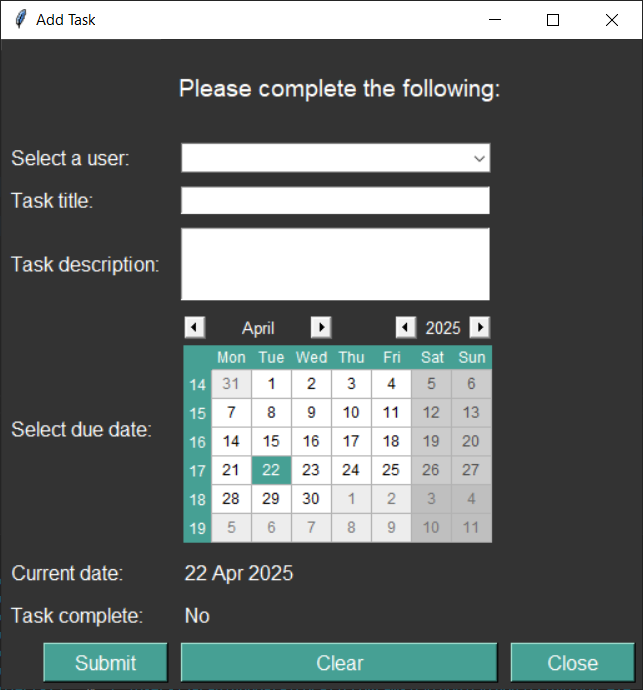 Add Task
Please complete the following:
Select a user:
Task title:
Task description:
April 2025
Mon Tue Wed Thu Fri Sat Sun
14 31 1 2 3 4 5 6
15 7 8 9 10 11 12 13
Select due date:
16 14 15 16 17 18 19 20
17 21 22 23 24 25 26 27
18 28 29 30 1 2 3 4
19 5 6 7 8 9 10 11
Current date: 22 Apr 2025
Task complete: No
Submit Clear Close